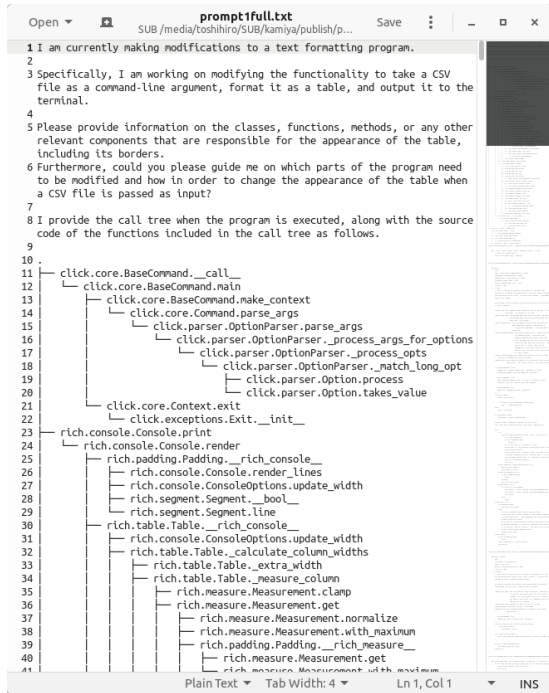 Open
prompt1full.txt
SUB /media/toshihiro/SUB/kamiya/publish/p...
Save
1 I am currently making modifications to a text formatting program.
2
3 Specifically, I am working on modifying the functionality to take a CSV
file as a command-line argument, format it as a table, and output it to the
terminal.
4
5 Please provide information on the classes, functions, methods, or any other
relevant components that are responsible for the appearance of the table,
including its borders.
6 Furthermore, could you please guide me on which parts of the program need
to be modified and how in order to change the appearance of the table when
a CSV file is passed as input?
7
8 I provide the call tree when the program is executed, along with the source
code of the functions included in the call tree as follows.
9
10 .
11 ├── click.core.BaseCommand.__call__
12 │   └── click.core.BaseCommand.main
13 │       ├── click.core.BaseCommand.make_context
14 │       │   └── click.core.Command.parse_args
15 │       │       └── click.parser.OptionParser.parse_args
16 │       │           └── click.parser.OptionParser._process_args_for_options
17 │       │               └── click.parser.OptionParser._process_opts
18 │       │                   └── click.parser.OptionParser._match_long_opt
19 │       │                       ├── click.parser.Option.process
20 │       │                       └── click.parser.Option.takes_value
21 │       └── click.core.Context.exit
22 │           └── click.exceptions.Exit.__init__
23 ├── rich.console.Console.print
24 │   └── rich.console.Console.render
25 │       ├── rich.padding.Padding.__rich_console__
26 │       │   ├── rich.console.Console.render_lines
27 │       │   ├── rich.console.ConsoleOptions.update_width
28 │       │   ├── rich.segment.Segment.__bool__
29 │       │   └── rich.segment.Segment.line
30 │       ├── rich.table.Table.__rich_console__
31 │       │   ├── rich.console.ConsoleOptions.update_width
32 │       │   ├── rich.table.Table._calculate_column_widths
33 │       │   │   ├── rich.table.Table._extra_width
34 │       │   │   └── rich.table.Table._measure_column
35 │       │   │       ├── rich.measure.Measurement.clamp
36 │       │   │       ├── rich.measure.Measurement.get
37 │       │   │       │   ├── rich.measure.Measurement.normalize
38 │       │   │       │   ├── rich.measure.Measurement.with_maximum
39 │       │   │       │   ├── rich.padding.Padding.__rich_measure__
40 │       │   │       │   │   ├── rich.measure.Measurement.get
41 │       │   │       │   │   └── rich.measure.Measurement.with_maximum
Plain Text
Tab Width: 4
Ln 1, Col 1
INS